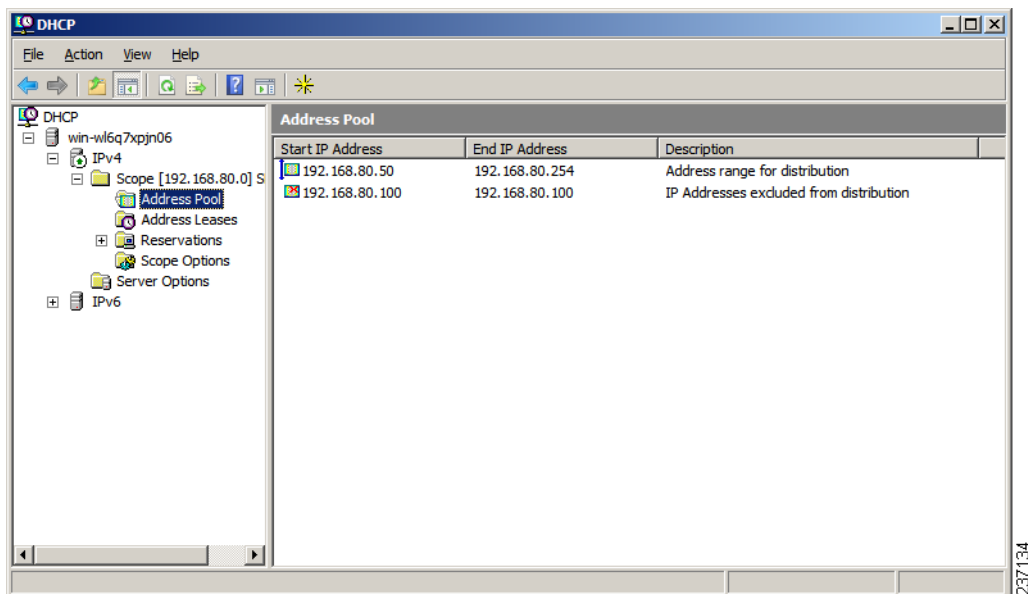 DHCP
File Action View Help
DHCP
win-wl6q7xpjn06
IPv4
Scope [192.168.80.0] S
Address Pool
Address Leases
Reservations
Scope Options
Server Options
IPv6
Address Pool
Start IP Address End IP Address Description
192.168.80.50 192.168.80.254 Address range for distribution
192.168.80.100 192.168.80.100 IP Addresses excluded from distribution
237134